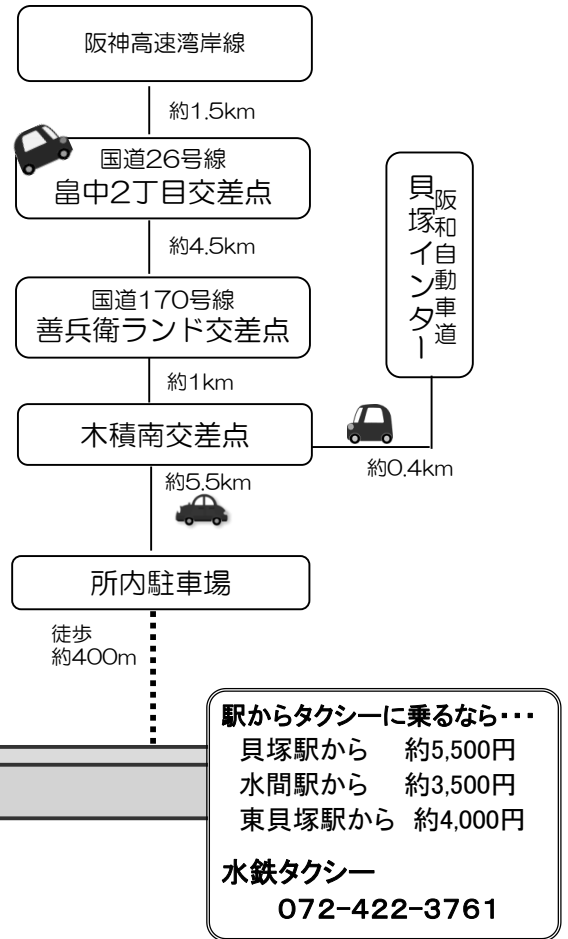 阪神高速湾岸線
約1.5km
国道26号線
畠中2丁目交差点
約4.5km
国道170号線
善兵衛ランド交差点
約1km
木積南交差点
阪和自動車道
貝塚インター
約0.4km
約5.5km
所内駐車場
徒歩
約400m
駅からタクシーに乗るなら・・・
貝塚駅から 約5,500円
水間駅から 約3,500円
東貝塚駅から 約4,000円
水鉄タクシー
072-422-3761